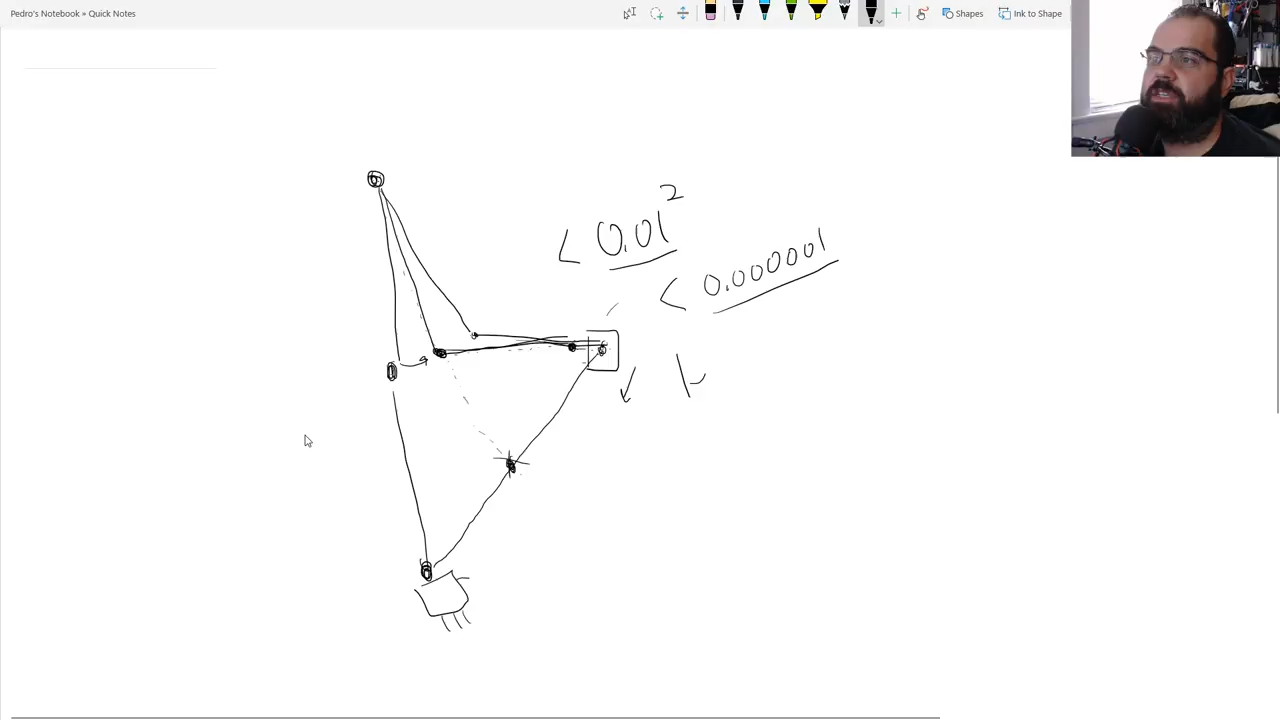 Pedro's Notebook » Quick Notes
Shapes
Ink to Shape
< 0.01²
< 0.000001